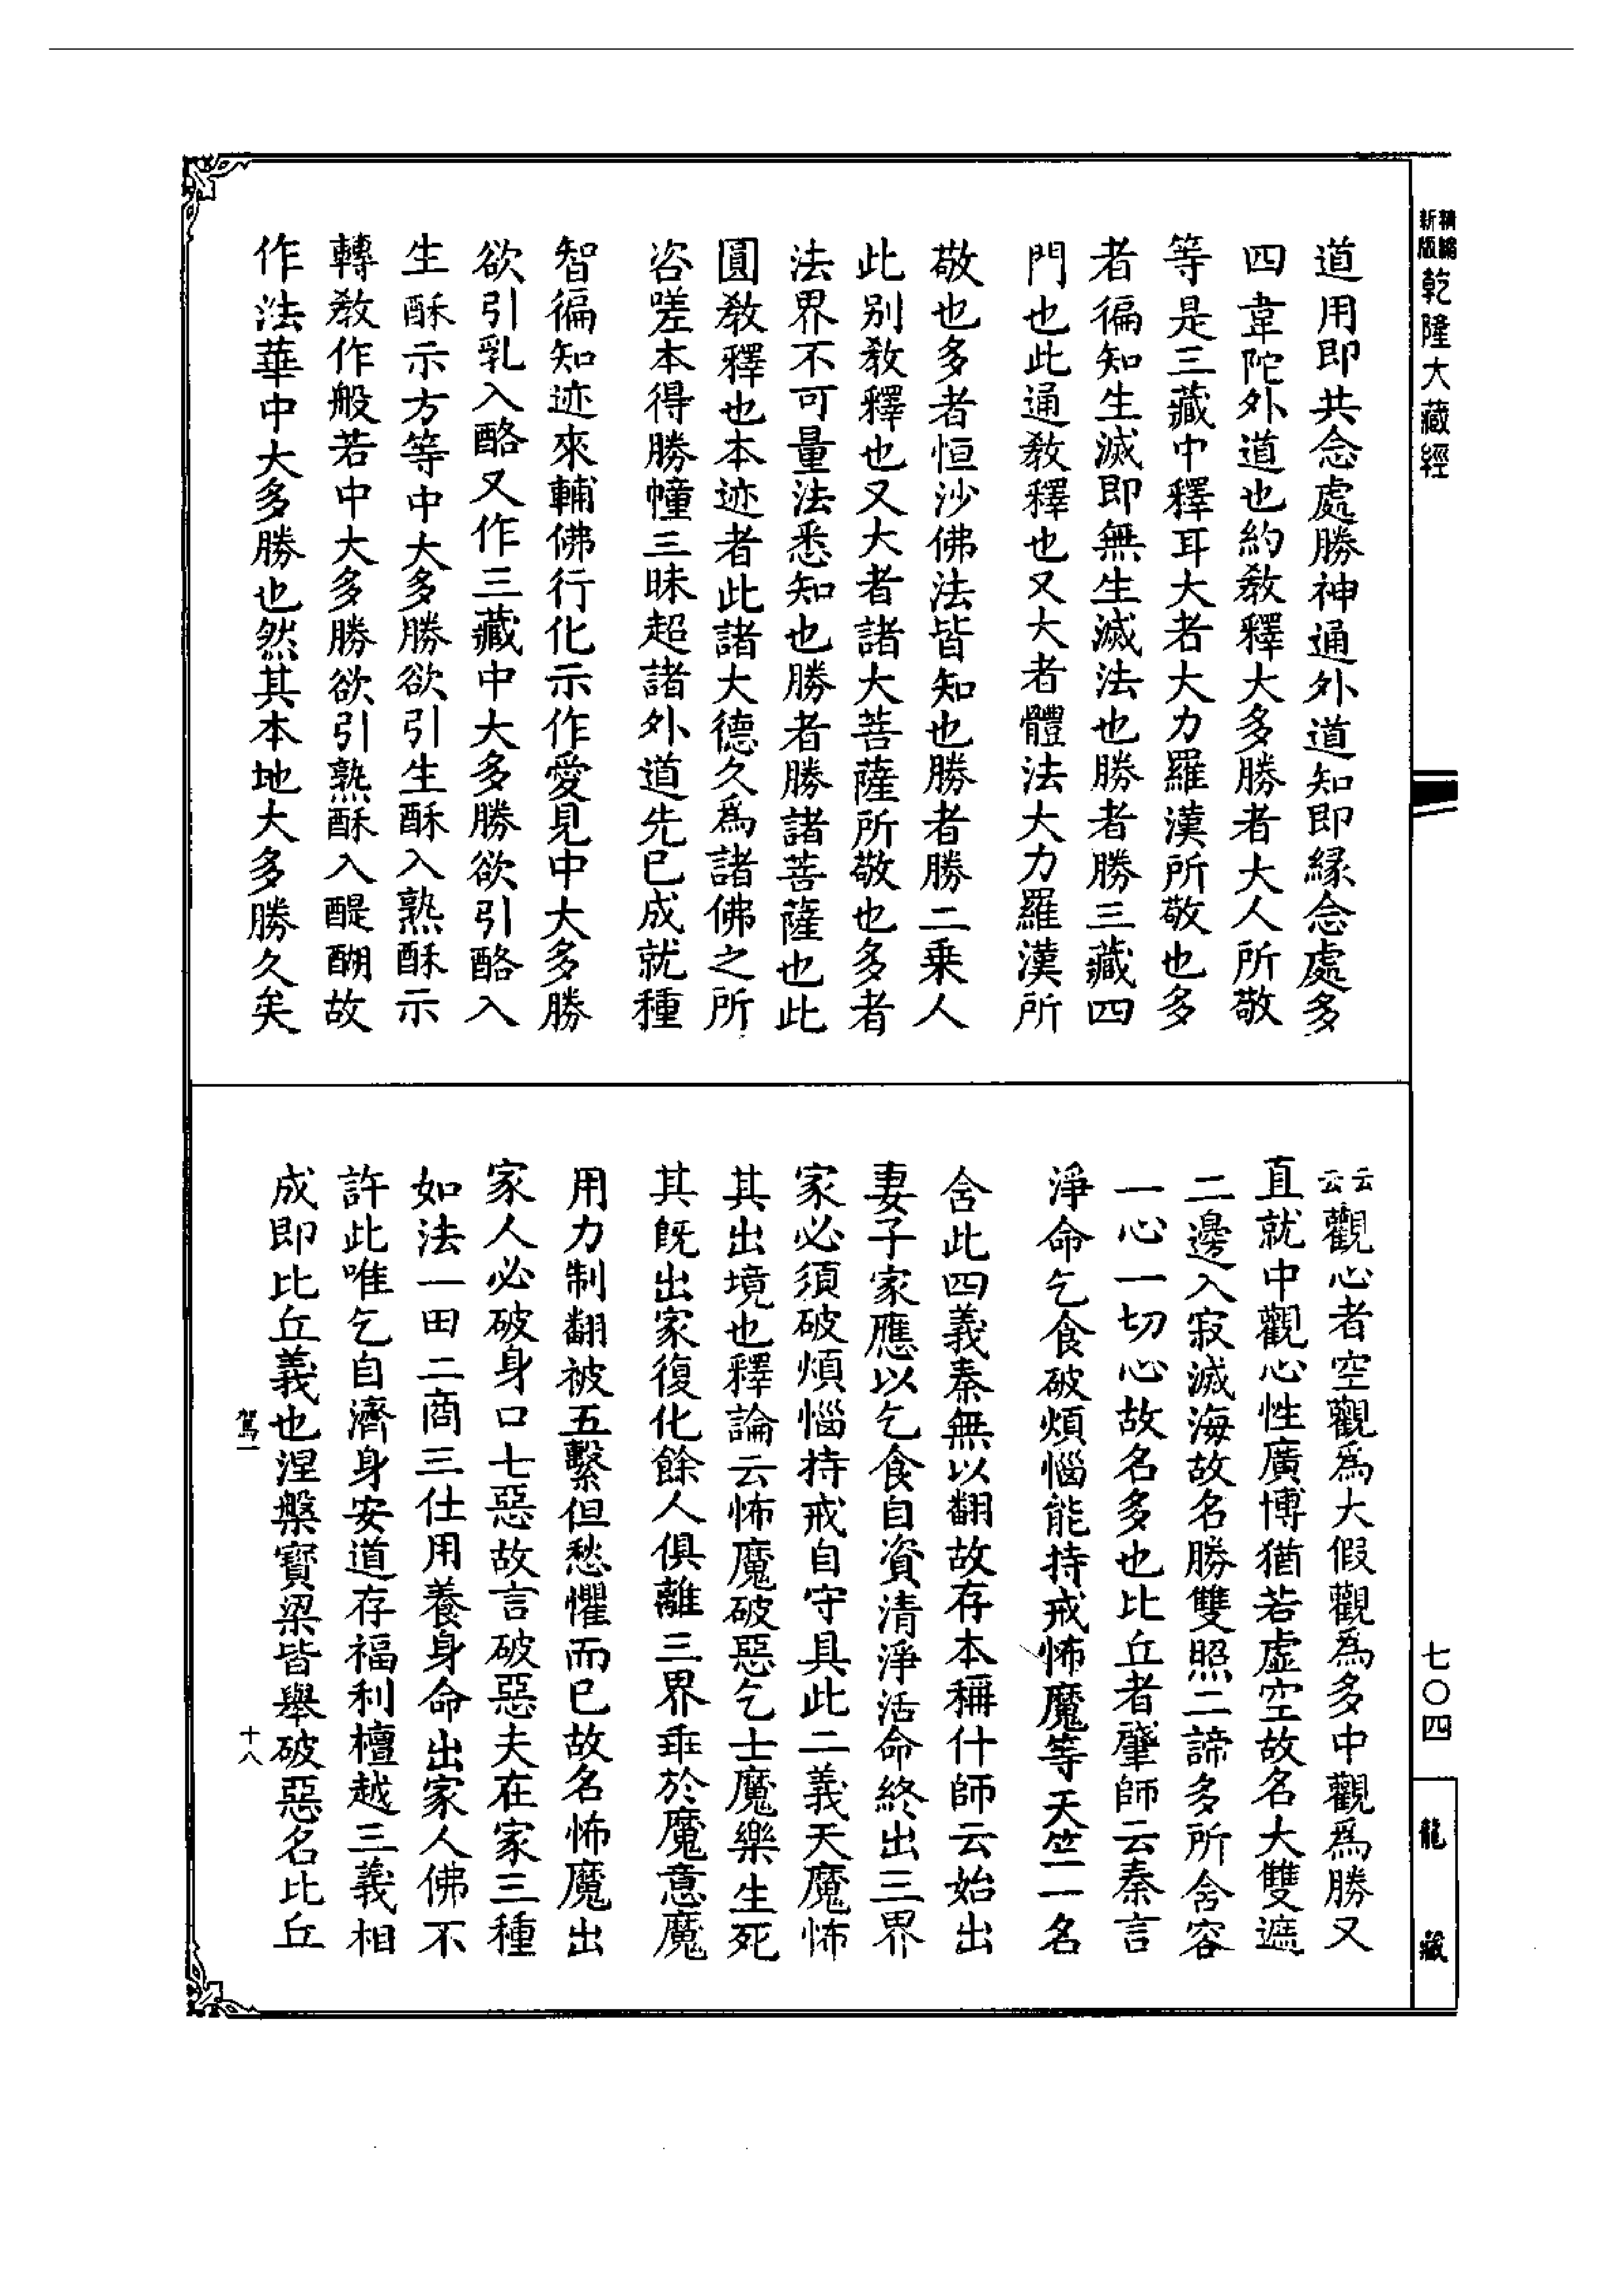 精編
新版
乾隆大藏經
道用即共念處勝神通外道知即緣念處多
四韋陀外道也約教釋大多勝者大人所敬
等是三藏中釋耳大者大力羅漢所敬也多
者徧知生滅即無生滅法也勝者勝三藏四
門也此通教釋也又大者體法大力羅漢所
敬也多者恒沙佛法皆知也勝者勝二乘人
此別教釋也又大者諸大菩薩所敬也多者
法界不可量法悉知也勝者勝諸菩薩也此
圓教釋也本迹者此諸大德久為諸佛之所
咨嗟本得勝幢三昧超諸外道先已成就種
智徧知迹來輔佛行化示作愛見中大多勝
欲引乳入酪又作三藏中大多勝欲引酪入
生酥示方等中大多勝欲引生酥入熟酥示
轉教作般若中大多勝欲引熟酥入醍醐故
作法華中大多勝也然其本地大多勝久矣
云云觀心者空觀為大假觀為多中觀為勝又
直就中觀心性廣博猶若虛空故名大雙遮
二邊入寂滅海故名勝雙照二諦多所含容
一心一切心故名多也比丘者肇師云秦言
淨命乞食破煩惱能持戒怖魔等天竺一名
含此四義秦無以翻故存本稱什師云始出
妻子家應以乞食自資清淨活命終出三界
家必須破煩惱持戒自守具此二義天魔怖
其出境也釋論云怖魔破惡乞士魔樂生死
其既出家復化餘人俱離三界乖於魔意魔
用力制翻被五繫但愁懼而已故名怖魔出
家人必破身口七惡故言破惡夫在家三種
如法一田二商三仕用養身命出家人佛不
許此唯乞自濟身安道存福利檀越三義相
成即比丘義也涅槃寶梁皆舉破惡名比丘
駕一
十八
七〇四
龍藏